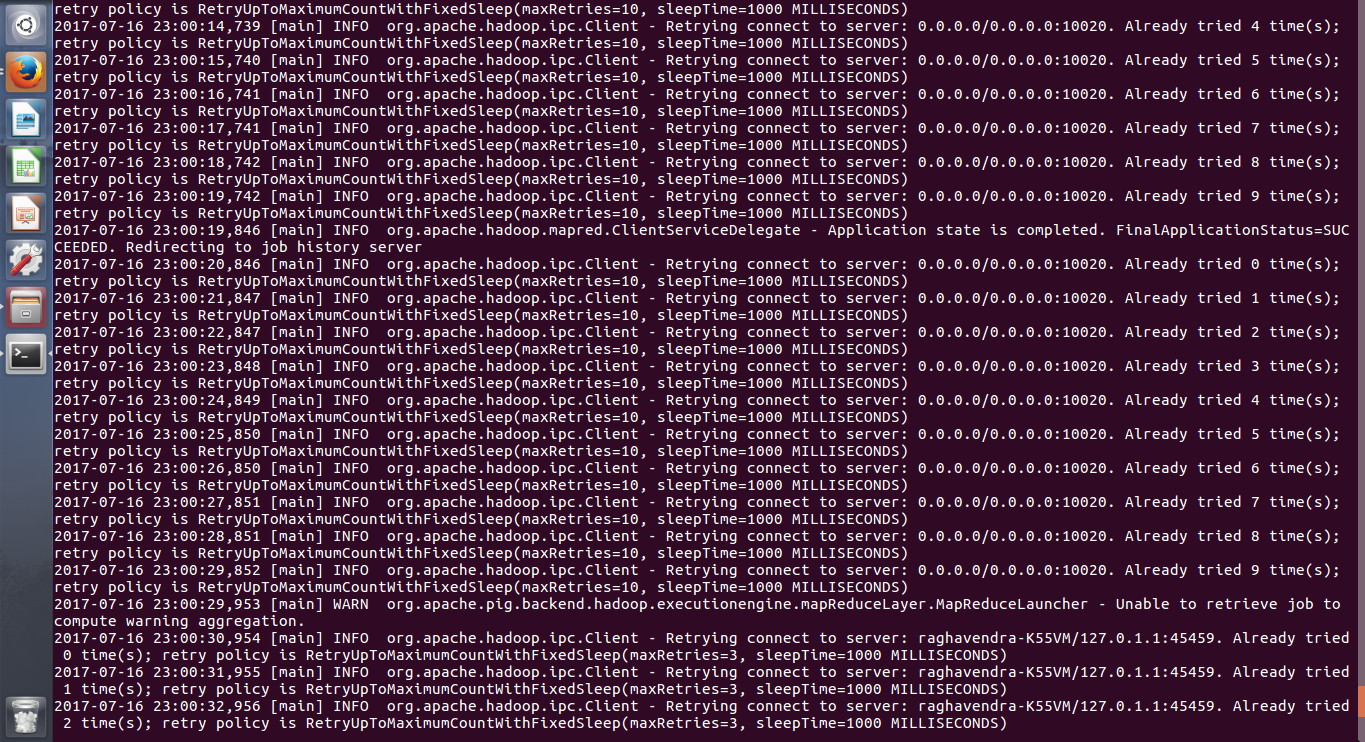 retry policy is RetryUpToMaximumCountWithFixedSleep(maxRetries=10, sleepTime=1000 MILLISECONDS)
2017-07-16 23:00:14,739 [main] INFO  org.apache.hadoop.ipc.Client - Retrying connect to server: 0.0.0.0/0.0.0.0:10020. Already tried 4 time(s);
retry policy is RetryUpToMaximumCountWithFixedSleep(maxRetries=10, sleepTime=1000 MILLISECONDS)
2017-07-16 23:00:15,740 [main] INFO  org.apache.hadoop.ipc.Client - Retrying connect to server: 0.0.0.0/0.0.0.0:10020. Already tried 5 time(s);
retry policy is RetryUpToMaximumCountWithFixedSleep(maxRetries=10, sleepTime=1000 MILLISECONDS)
2017-07-16 23:00:16,741 [main] INFO  org.apache.hadoop.ipc.Client - Retrying connect to server: 0.0.0.0/0.0.0.0:10020. Already tried 6 time(s);
retry policy is RetryUpToMaximumCountWithFixedSleep(maxRetries=10, sleepTime=1000 MILLISECONDS)
2017-07-16 23:00:17,741 [main] INFO  org.apache.hadoop.ipc.Client - Retrying connect to server: 0.0.0.0/0.0.0.0:10020. Already tried 7 time(s);
retry policy is RetryUpToMaximumCountWithFixedSleep(maxRetries=10, sleepTime=1000 MILLISECONDS)
2017-07-16 23:00:18,742 [main] INFO  org.apache.hadoop.ipc.Client - Retrying connect to server: 0.0.0.0/0.0.0.0:10020. Already tried 8 time(s);
retry policy is RetryUpToMaximumCountWithFixedSleep(maxRetries=10, sleepTime=1000 MILLISECONDS)
2017-07-16 23:00:19,742 [main] INFO  org.apache.hadoop.ipc.Client - Retrying connect to server: 0.0.0.0/0.0.0.0:10020. Already tried 9 time(s);
retry policy is RetryUpToMaximumCountWithFixedSleep(maxRetries=10, sleepTime=1000 MILLISECONDS)
2017-07-16 23:00:19,846 [main] INFO  org.apache.hadoop.mapred.ClientServiceDelegate - Application state is completed. FinalApplicationStatus=SUC
CEEDED. Redirecting to job history server
2017-07-16 23:00:20,846 [main] INFO  org.apache.hadoop.ipc.Client - Retrying connect to server: 0.0.0.0/0.0.0.0:10020. Already tried 0 time(s);
retry policy is RetryUpToMaximumCountWithFixedSleep(maxRetries=10, sleepTime=1000 MILLISECONDS)
2017-07-16 23:00:21,847 [main] INFO  org.apache.hadoop.ipc.Client - Retrying connect to server: 0.0.0.0/0.0.0.0:10020. Already tried 1 time(s);
retry policy is RetryUpToMaximumCountWithFixedSleep(maxRetries=10, sleepTime=1000 MILLISECONDS)
2017-07-16 23:00:22,847 [main] INFO  org.apache.hadoop.ipc.Client - Retrying connect to server: 0.0.0.0/0.0.0.0:10020. Already tried 2 time(s);
retry policy is RetryUpToMaximumCountWithFixedSleep(maxRetries=10, sleepTime=1000 MILLISECONDS)
2017-07-16 23:00:23,848 [main] INFO  org.apache.hadoop.ipc.Client - Retrying connect to server: 0.0.0.0/0.0.0.0:10020. Already tried 3 time(s);
retry policy is RetryUpToMaximumCountWithFixedSleep(maxRetries=10, sleepTime=1000 MILLISECONDS)
2017-07-16 23:00:24,849 [main] INFO  org.apache.hadoop.ipc.Client - Retrying connect to server: 0.0.0.0/0.0.0.0:10020. Already tried 4 time(s);
retry policy is RetryUpToMaximumCountWithFixedSleep(maxRetries=10, sleepTime=1000 MILLISECONDS)
2017-07-16 23:00:25,850 [main] INFO  org.apache.hadoop.ipc.Client - Retrying connect to server: 0.0.0.0/0.0.0.0:10020. Already tried 5 time(s);
retry policy is RetryUpToMaximumCountWithFixedSleep(maxRetries=10, sleepTime=1000 MILLISECONDS)
2017-07-16 23:00:26,850 [main] INFO  org.apache.hadoop.ipc.Client - Retrying connect to server: 0.0.0.0/0.0.0.0:10020. Already tried 6 time(s);
retry policy is RetryUpToMaximumCountWithFixedSleep(maxRetries=10, sleepTime=1000 MILLISECONDS)
2017-07-16 23:00:27,851 [main] INFO  org.apache.hadoop.ipc.Client - Retrying connect to server: 0.0.0.0/0.0.0.0:10020. Already tried 7 time(s);
retry policy is RetryUpToMaximumCountWithFixedSleep(maxRetries=10, sleepTime=1000 MILLISECONDS)
2017-07-16 23:00:28,851 [main] INFO  org.apache.hadoop.ipc.Client - Retrying connect to server: 0.0.0.0/0.0.0.0:10020. Already tried 8 time(s);
retry policy is RetryUpToMaximumCountWithFixedSleep(maxRetries=10, sleepTime=1000 MILLISECONDS)
2017-07-16 23:00:29,852 [main] INFO  org.apache.hadoop.ipc.Client - Retrying connect to server: 0.0.0.0/0.0.0.0:10020. Already tried 9 time(s);
retry policy is RetryUpToMaximumCountWithFixedSleep(maxRetries=10, sleepTime=1000 MILLISECONDS)
2017-07-16 23:00:29,953 [main] WARN  org.apache.pig.backend.hadoop.executionengine.mapReduceLayer.MapReduceLauncher - Unable to retrieve job to
compute warning aggregation.
2017-07-16 23:00:30,954 [main] INFO  org.apache.hadoop.ipc.Client - Retrying connect to server: raghavendra-K55VM/127.0.1.1:45459. Already tried
 0 time(s); retry policy is RetryUpToMaximumCountWithFixedSleep(maxRetries=3, sleepTime=1000 MILLISECONDS)
2017-07-16 23:00:31,955 [main] INFO  org.apache.hadoop.ipc.Client - Retrying connect to server: raghavendra-K55VM/127.0.1.1:45459. Already tried
 1 time(s); retry policy is RetryUpToMaximumCountWithFixedSleep(maxRetries=3, sleepTime=1000 MILLISECONDS)
2017-07-16 23:00:32,956 [main] INFO  org.apache.hadoop.ipc.Client - Retrying connect to server: raghavendra-K55VM/127.0.1.1:45459. Already tried
 2 time(s); retry policy is RetryUpToMaximumCountWithFixedSleep(maxRetries=3, sleepTime=1000 MILLISECONDS)